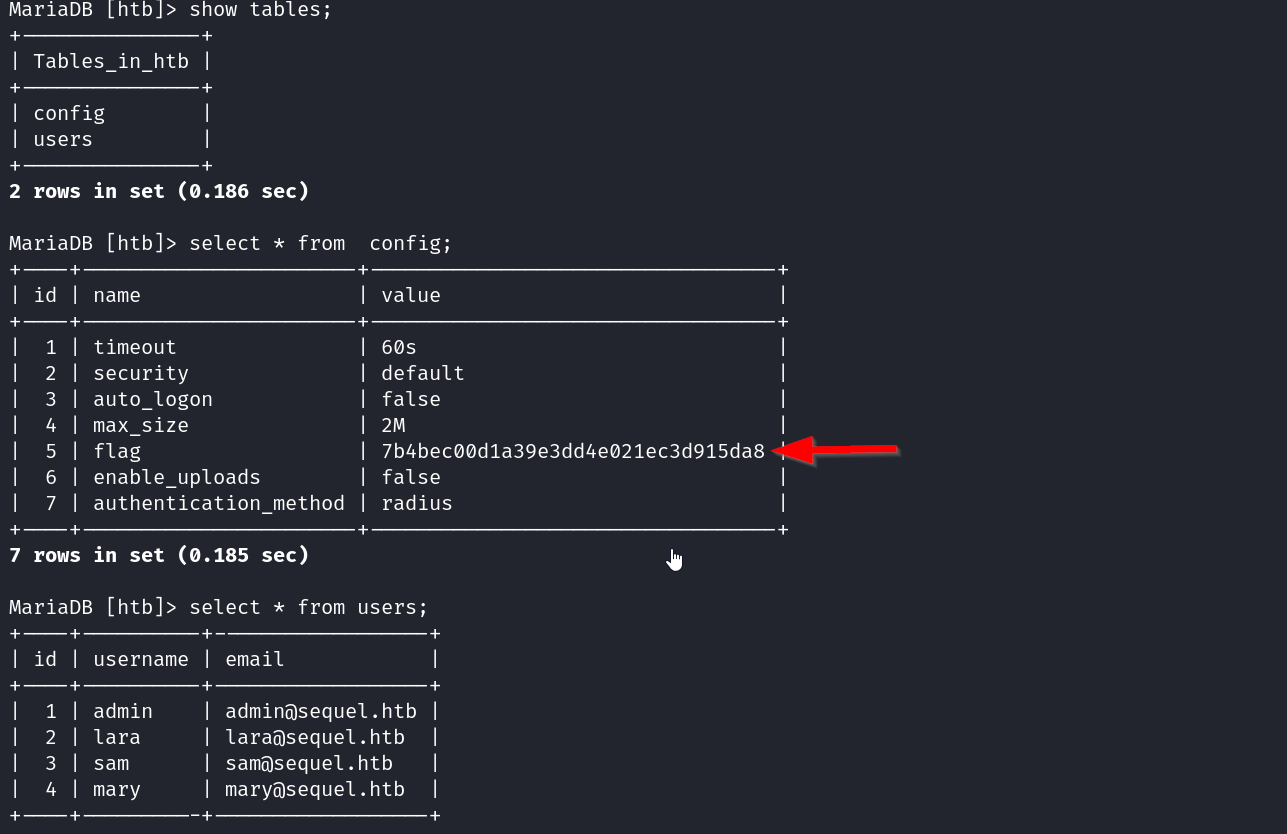 MariaDB [htb]> show tables;
+---------------+
| Tables_in_htb |
+---------------+
| config        |
| users         |
+---------------+
2 rows in set (0.186 sec)

MariaDB [htb]> select * from  config;
+----+-----------------------+----------------------------------+
| id | name                  | value                            |
+----+-----------------------+----------------------------------+
|  1 | timeout               | 60s                              |
|  2 | security              | default                          |
|  3 | auto_logon            | false                            |
|  4 | max_size              | 2M                               |
|  5 | flag                  | 7b4bec00d1a39e3dd4e021ec3d915da8 |
|  6 | enable_uploads        | false                            |
|  7 | authentication_method | radius                           |
+----+-----------------------+----------------------------------+
7 rows in set (0.185 sec)

MariaDB [htb]> select * from users;
+----+----------+------------------+
| id | username | email            |
+----+----------+------------------+
|  1 | admin    | admin@sequel.htb |
|  2 | lara     | lara@sequel.htb  |
|  3 | sam      | sam@sequel.htb   |
|  4 | mary     | mary@sequel.htb  |
+----+----------+------------------+